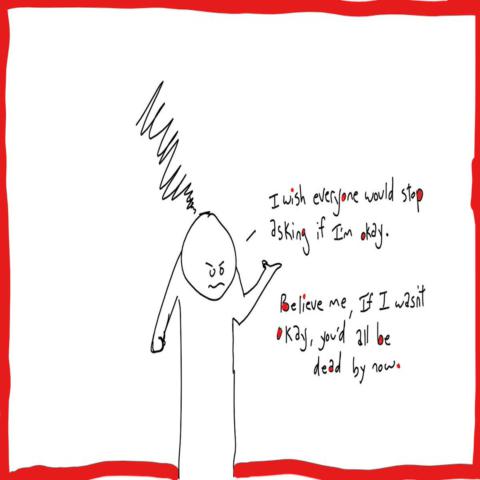 I wish everyone would stop
asking if I'm okay.
Believe me, If I wasn't
okay, you'd all be
dead by now.